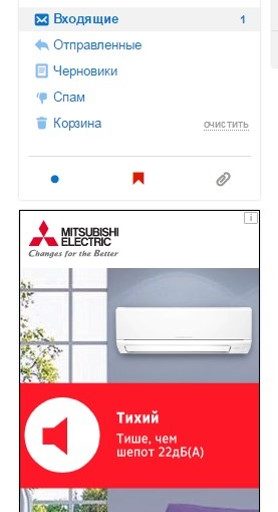 Входящие 1
Отправленные
Черновики
Спам
Корзина очистить
i
MITSUBISHI
ELECTRIC
Changes for the Better
Тихий
Тише, чем
шепот 22дБ(А)